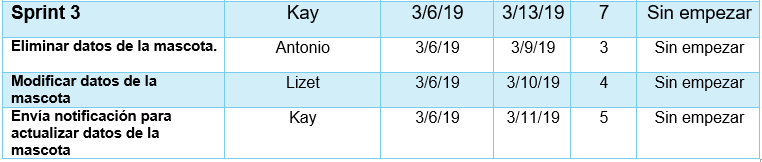 Sprint 3 Kay 3/6/19 3/13/19 7 Sin empezar
Eliminar datos de la mascota. Antonio 3/6/19 3/9/19 3 Sin empezar
Modificar datos de la Lizet 3/6/19 3/10/19 4 Sin empezar
mascota
Envía notificación para Kay 3/6/19 3/11/19 5 Sin empezar
actualizar datos de la
mascota